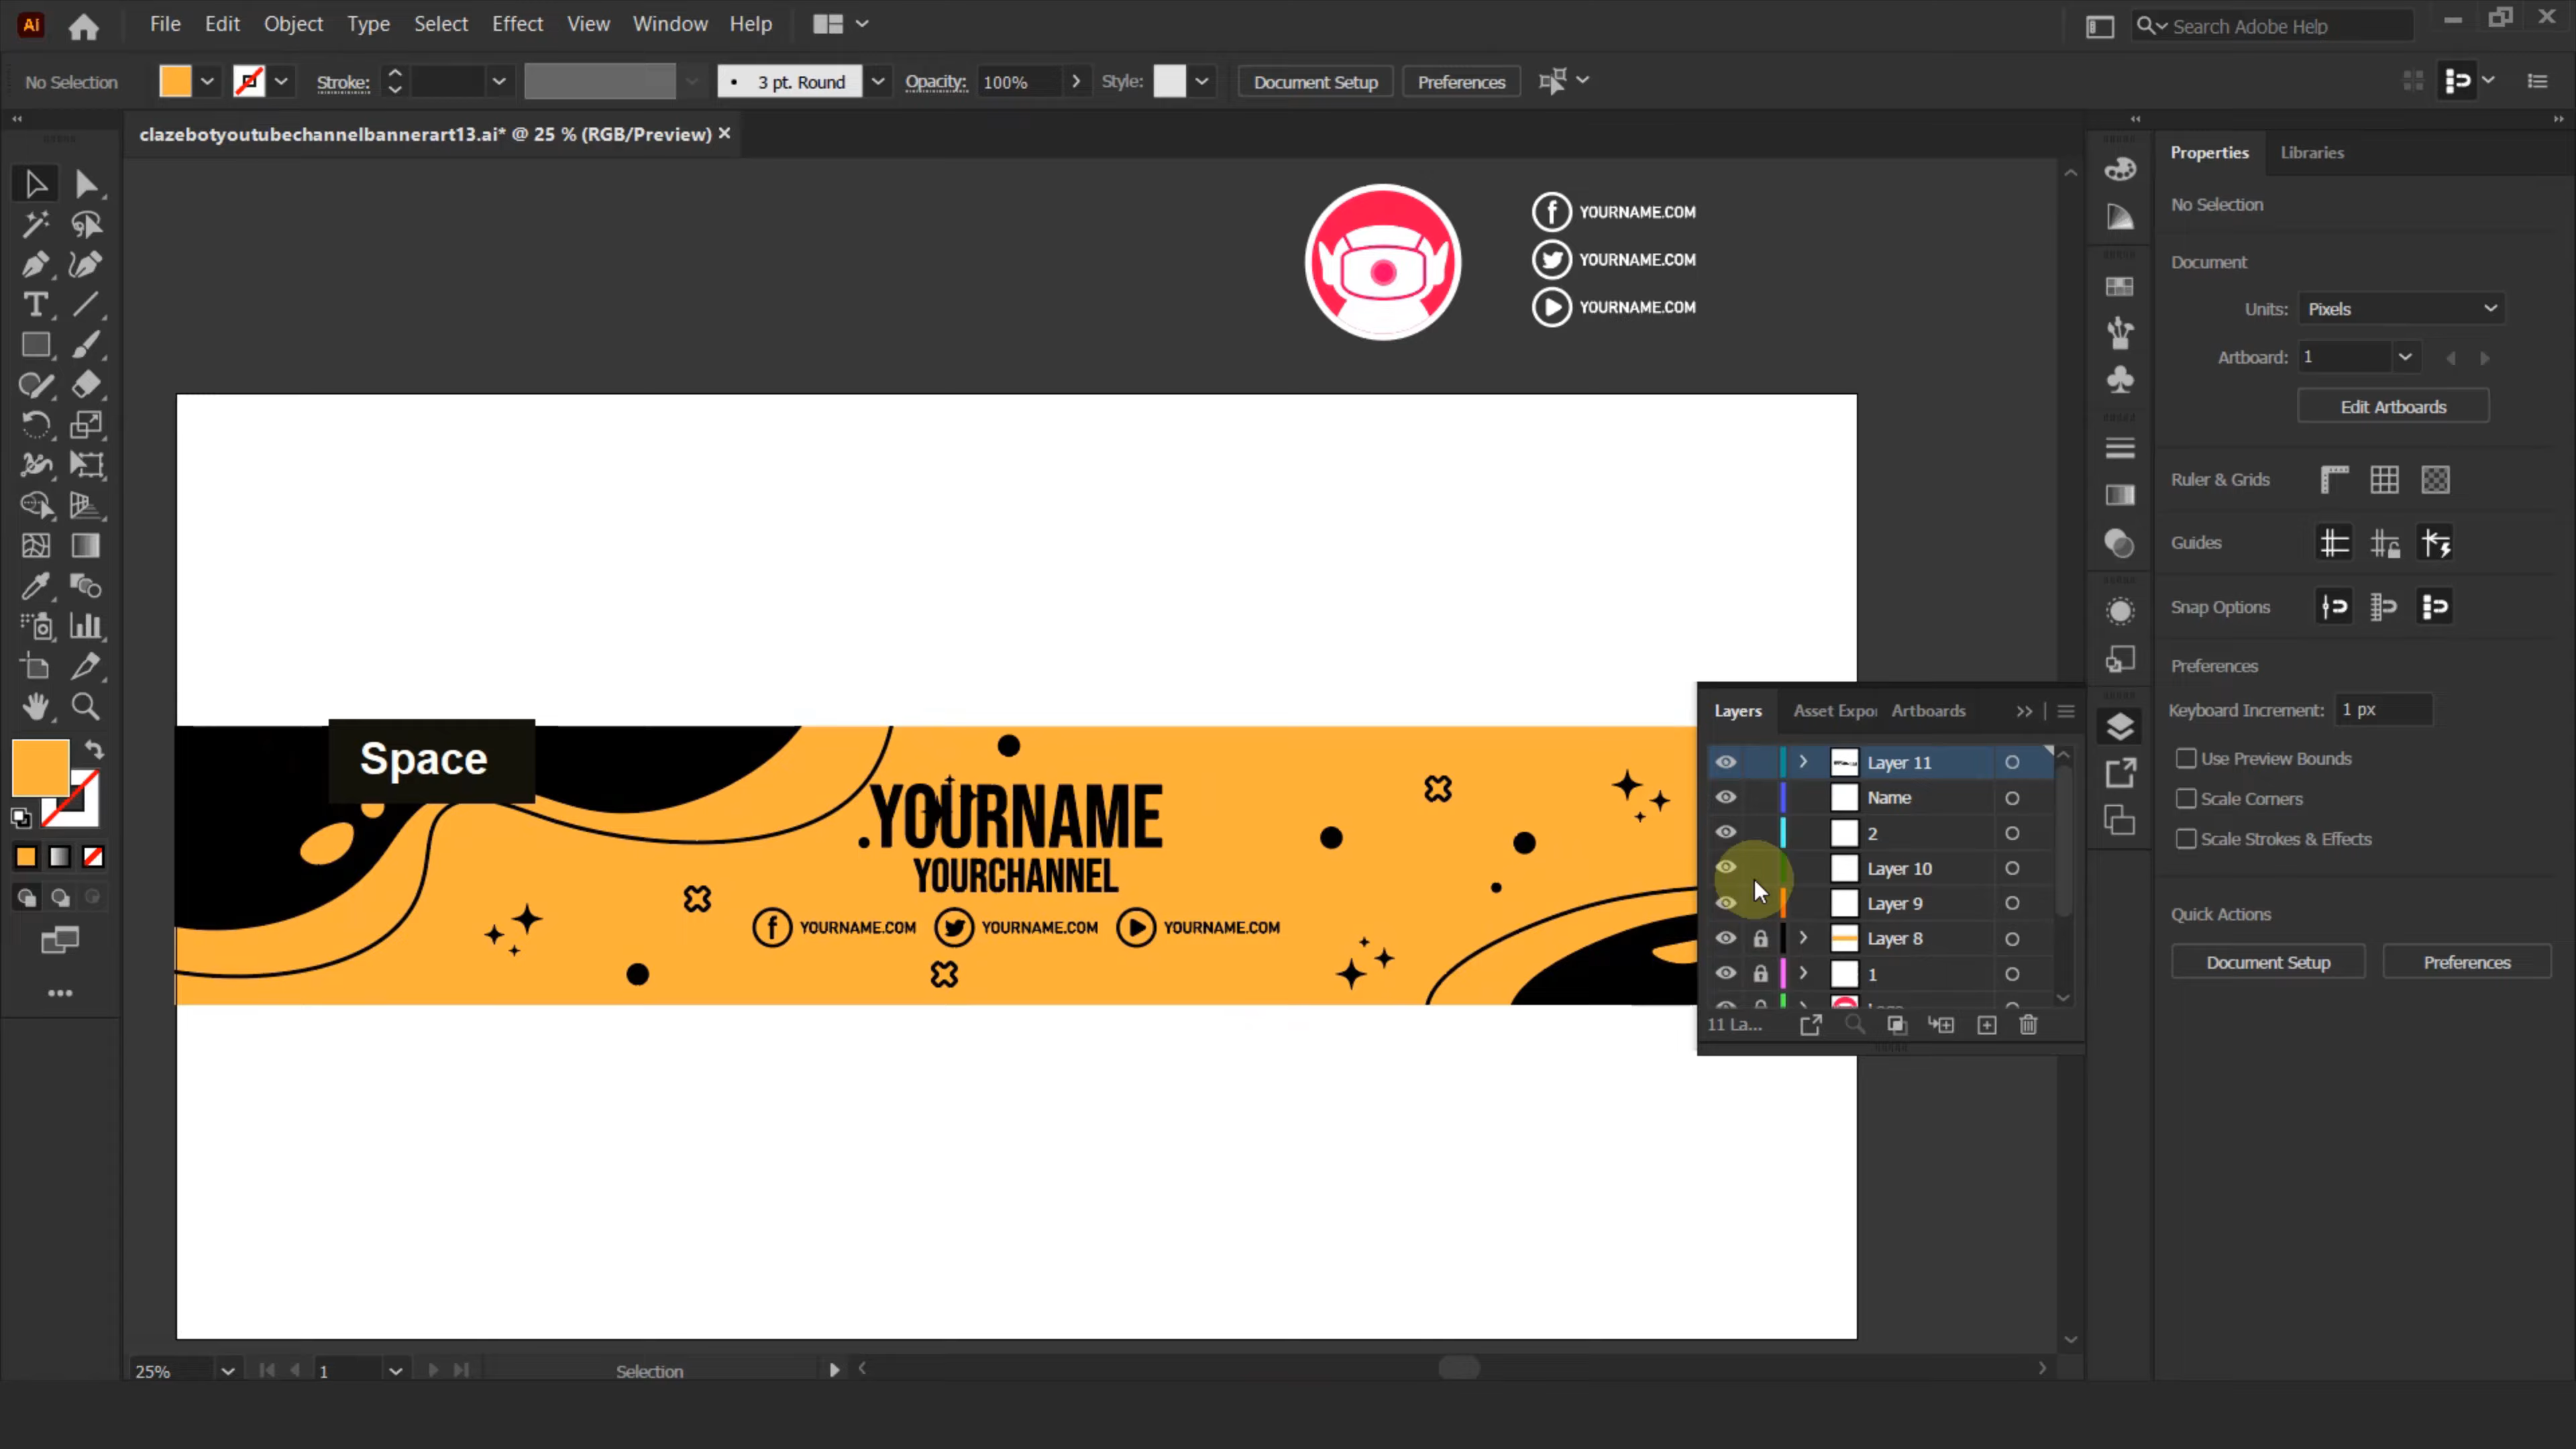 Ai File Edit Object Type Select Effect View Window Help Search Adobe Help
No Selection Stroke: 3 pt. Round Opacity: 100% Style: Document Setup Preferences
clazebotyoutubechannelbannerart13.ai* @ 25 % (RGB/Preview) ×
Properties Libraries
No Selection
Document
Units: Pixels
Artboard: 1
Edit Artboards
Ruler & Grids
Guides
Snap Options
Preferences
Keyboard Increment: 1 px
Use Preview Bounds
Scale Corners
Scale Strokes & Effects
Quick Actions
Document Setup Preferences
YOURNAME.COM
YOURNAME.COM
YOURNAME.COM
Space
YOURNAME
YOURCHANNEL
YOURNAME.COM YOURNAME.COM YOURNAME.COM
Layers Asset Expo Artboards
Layer 11
Name
2
Layer 10
Layer 9
Layer 8
1
11 La...
25% 1 Selection